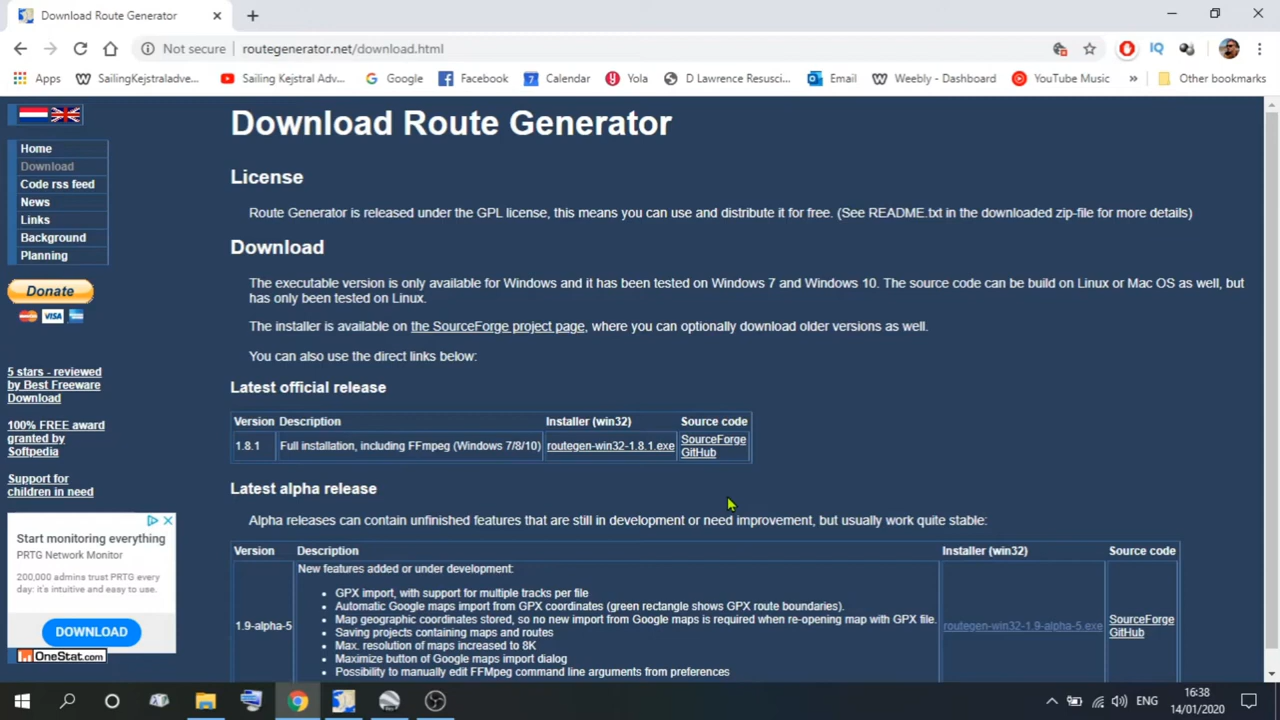 Download Route Generator
Not secure routegenerator.net/download.html
IQ
Apps SailingKejstraladve... Sailing Kejstral Adv... Google Facebook 7 Calendar Yola D Lawrence Resusci... Email Weebly - Dashboard YouTube Music » Other bookmarks
Home
Download
Code rss feed
News
Links
Background
Planning
Donate
VISA
5 stars - reviewed
by Best Freeware
Download
100% FREE award
granted by
Softpedia
Support for
children in need
Start monitoring everything
PRTG Network Monitor
200,000 admins trust PRTG every
day: it's intuitive and easy to use.
DOWNLOAD
OneStat.com
Download Route Generator
License
Route Generator is released under the GPL license, this means you can use and distribute it for free. (See README.txt in the downloaded zip-file for more details)
Download
The executable version is only available for Windows and it has been tested on Windows 7 and Windows 10. The source code can be build on Linux or Mac OS as well, but
has only been tested on Linux.
The installer is available on the SourceForge project page, where you can optionally download older versions as well.
You can also use the direct links below:
Latest official release
Version Description Installer (win32) Source code
1.8.1 Full installation, including FFmpeg (Windows 7/8/10) routegen-win32-1.8.1.exe SourceForge
GitHub
Latest alpha release
Alpha releases can contain unfinished features that are still in development or need improvement, but usually work quite stable:
Version Description Installer (win32) Source code
New features added or under development:
GPX import, with support for multiple tracks per file
Automatic Google maps import from GPX coordinates (green rectangle shows GPX route boundaries).
Map geographic coordinates stored, so no new import from Google maps is required when re-opening map with GPX file.
1.9-alpha-5 routegen-win32-1.9-alpha-5.exe SourceForge
GitHub
Saving projects containing maps and routes
Max. resolution of maps increased to 8K
Maximize button of Google maps import dialog
Possibility to manually edit FFMpeg command line arguments from preferences
ENG
16:38
14/01/2020